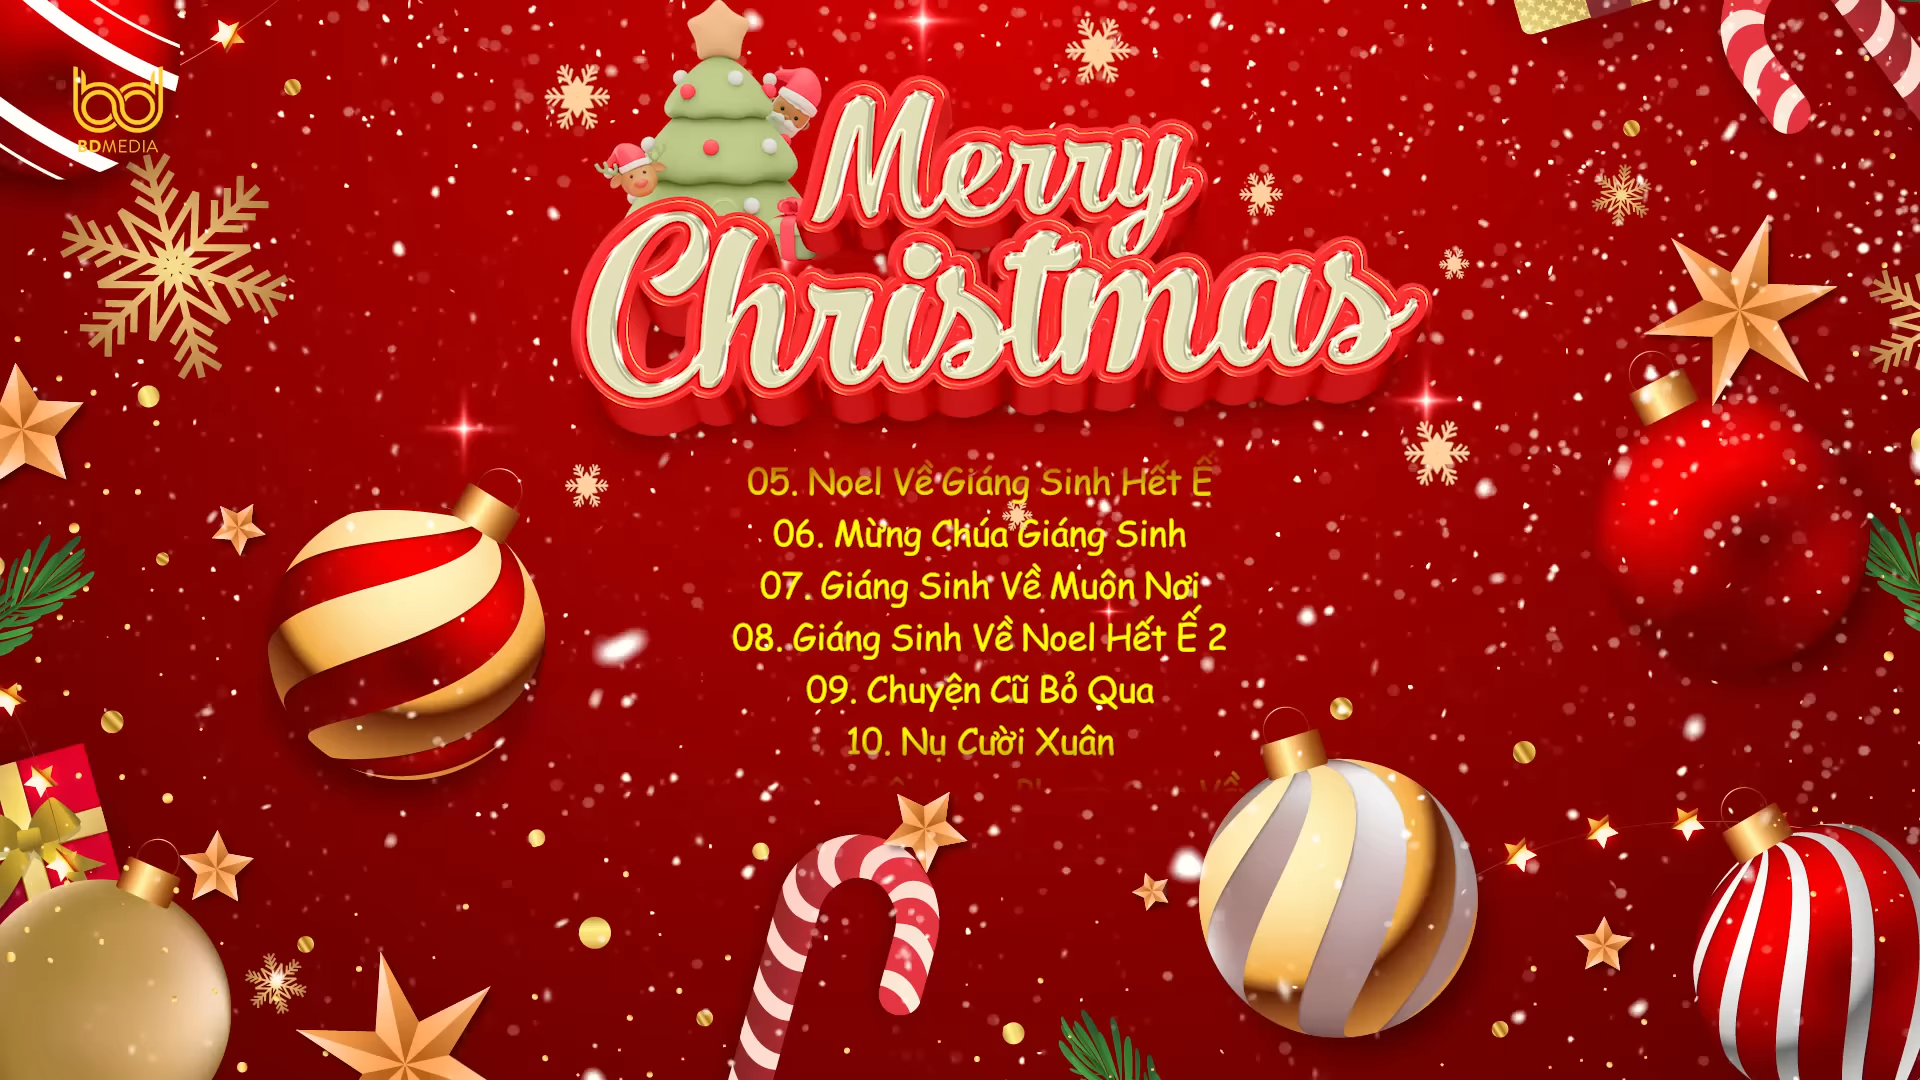 BDMEDIA
Merry
Christmas
05. Noel Về Giáng Sinh Hết Ế
06. Mừng Chúa Giáng Sinh
07. Giáng Sinh Về Muôn Nơi
08. Giáng Sinh Về Noel Hết Ế 2
09. Chuyện Cũ Bỏ Qua
10. Nụ Cười Xuân